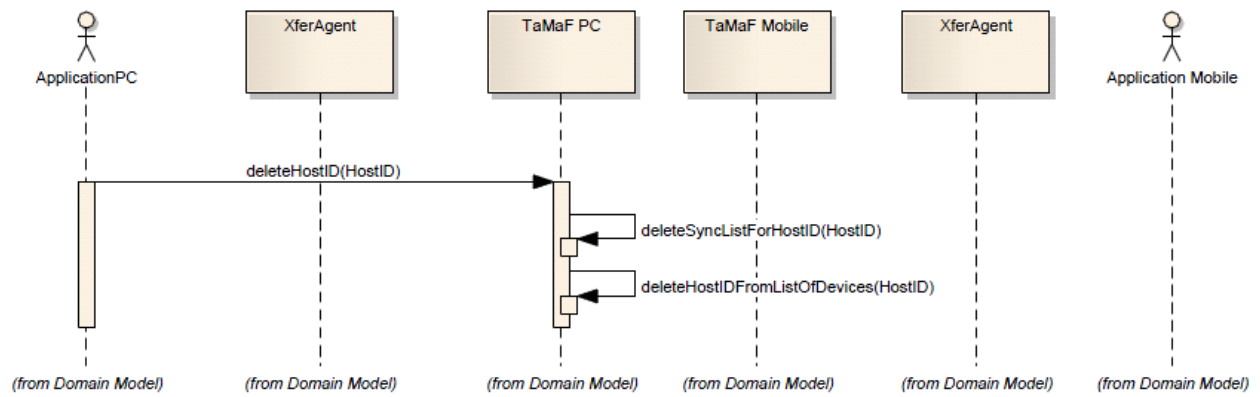 XferAgent
TaMaF PC
TaMaF Mobile
XferAgent
ApplicationPC
Application Mobile
deleteHostID(HostID)
deleteSyncListForHostID(HostID)
deleteHostIDFromListOfDevices(HostID)
(from Domain Model)
(from Domain Model)
(from Domain Model)
(from Domain Model)
(from Domain Model)
(from Domain Model)